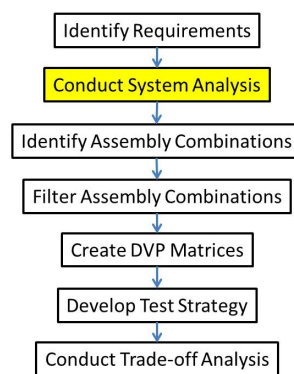 Identify Requirements
Conduct System Analysis
Identify Assembly Combinations
Filter Assembly Combinations
Create DVP Matrices
Develop Test Strategy
Conduct Trade-off Analysis